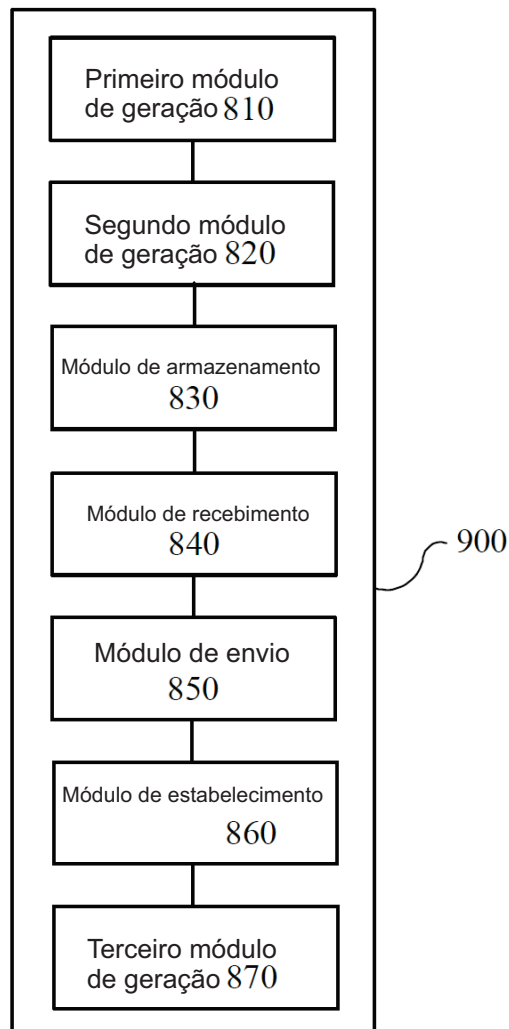 Primeiro módulo
de geração 810
Segundo módulo
de geração 820
Módulo de armazenamento
830
Módulo de recebimento
840
900
Módulo de envio
850
Módulo de estabelecimento
860
Terceiro módulo
de geração 870